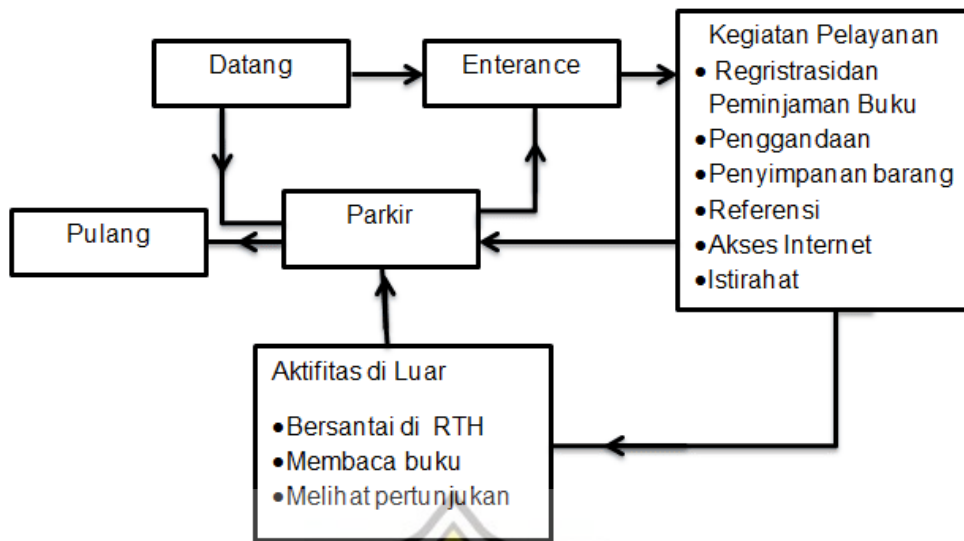 Datang
Enterance
Kegiatan Pelayanan
• Regristrasidan
Peminjaman Buku
•Penggandaan
•Penyimpanan barang
•Referensi
•Akses Internet
•Istirahat
Parkir
Pulang
Aktifitas di Luar
•Bersantai di RTH
•Membaca buku
•Melihat pertunjukan